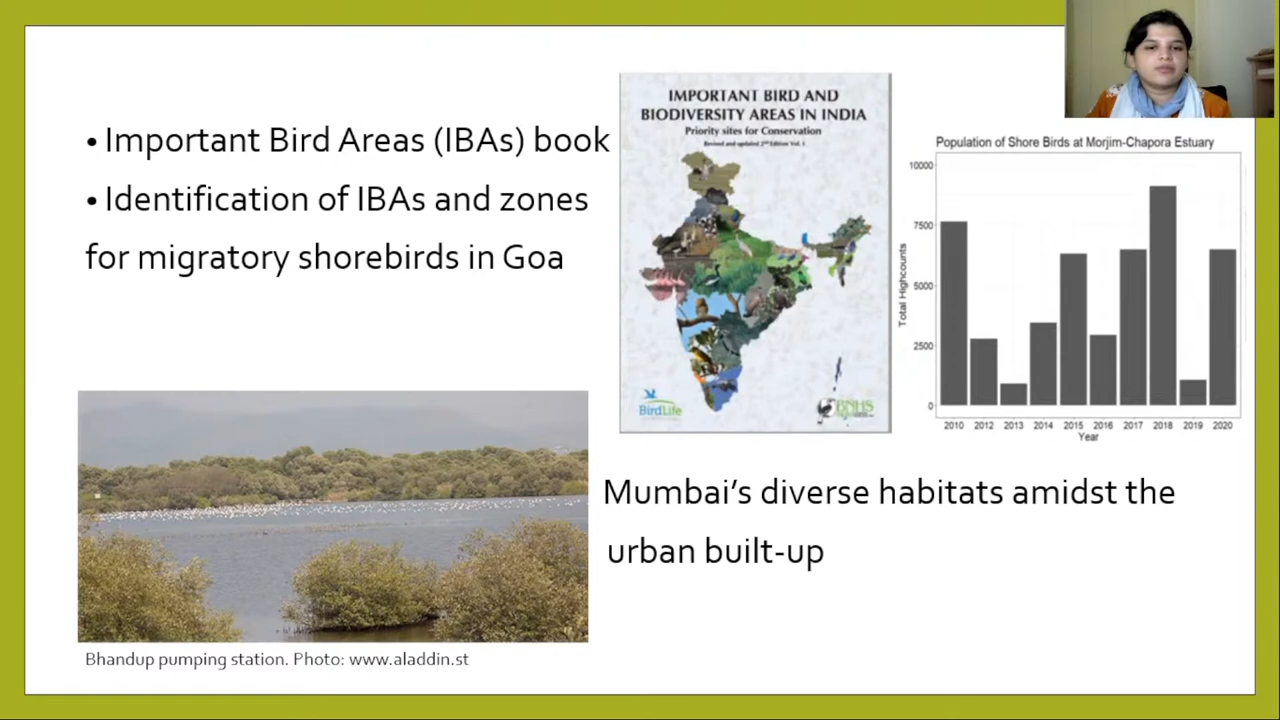 • Important Bird Areas (IBAs) book
• Identification of IBAs and zones
for migratory shorebirds in Goa
IMPORTANT BIRD AND
BIODIVERSITY AREAS IN INDIA
Priority sites for Conservation
Revised and updated 2nd Edition Vol. 1
BirdLife
BNHS
Population of Shore Birds at Morjim-Chapora Estuary
Total Highcounts
10000
7500
5000
2500
0
2010 2012 2013 2014 2015 2016 2017 2018 2019 2020
Year
Mumbai’s diverse habitats amidst the
urban built-up
Bhandup pumping station. Photo: www.aladdin.st